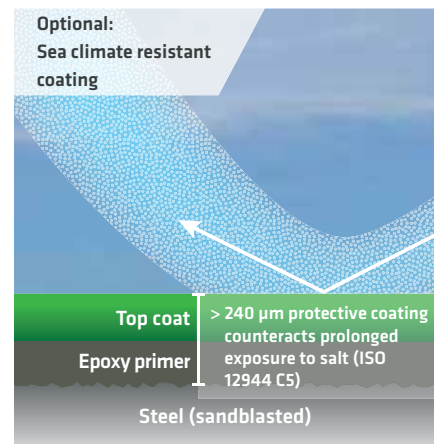 Optional:
Sea climate resistant
coating
Top coat
> 240 µm protective coating
counteracts prolonged
exposure to salt (ISO
12944 C5)
Epoxy primer
Steel (sandblasted)